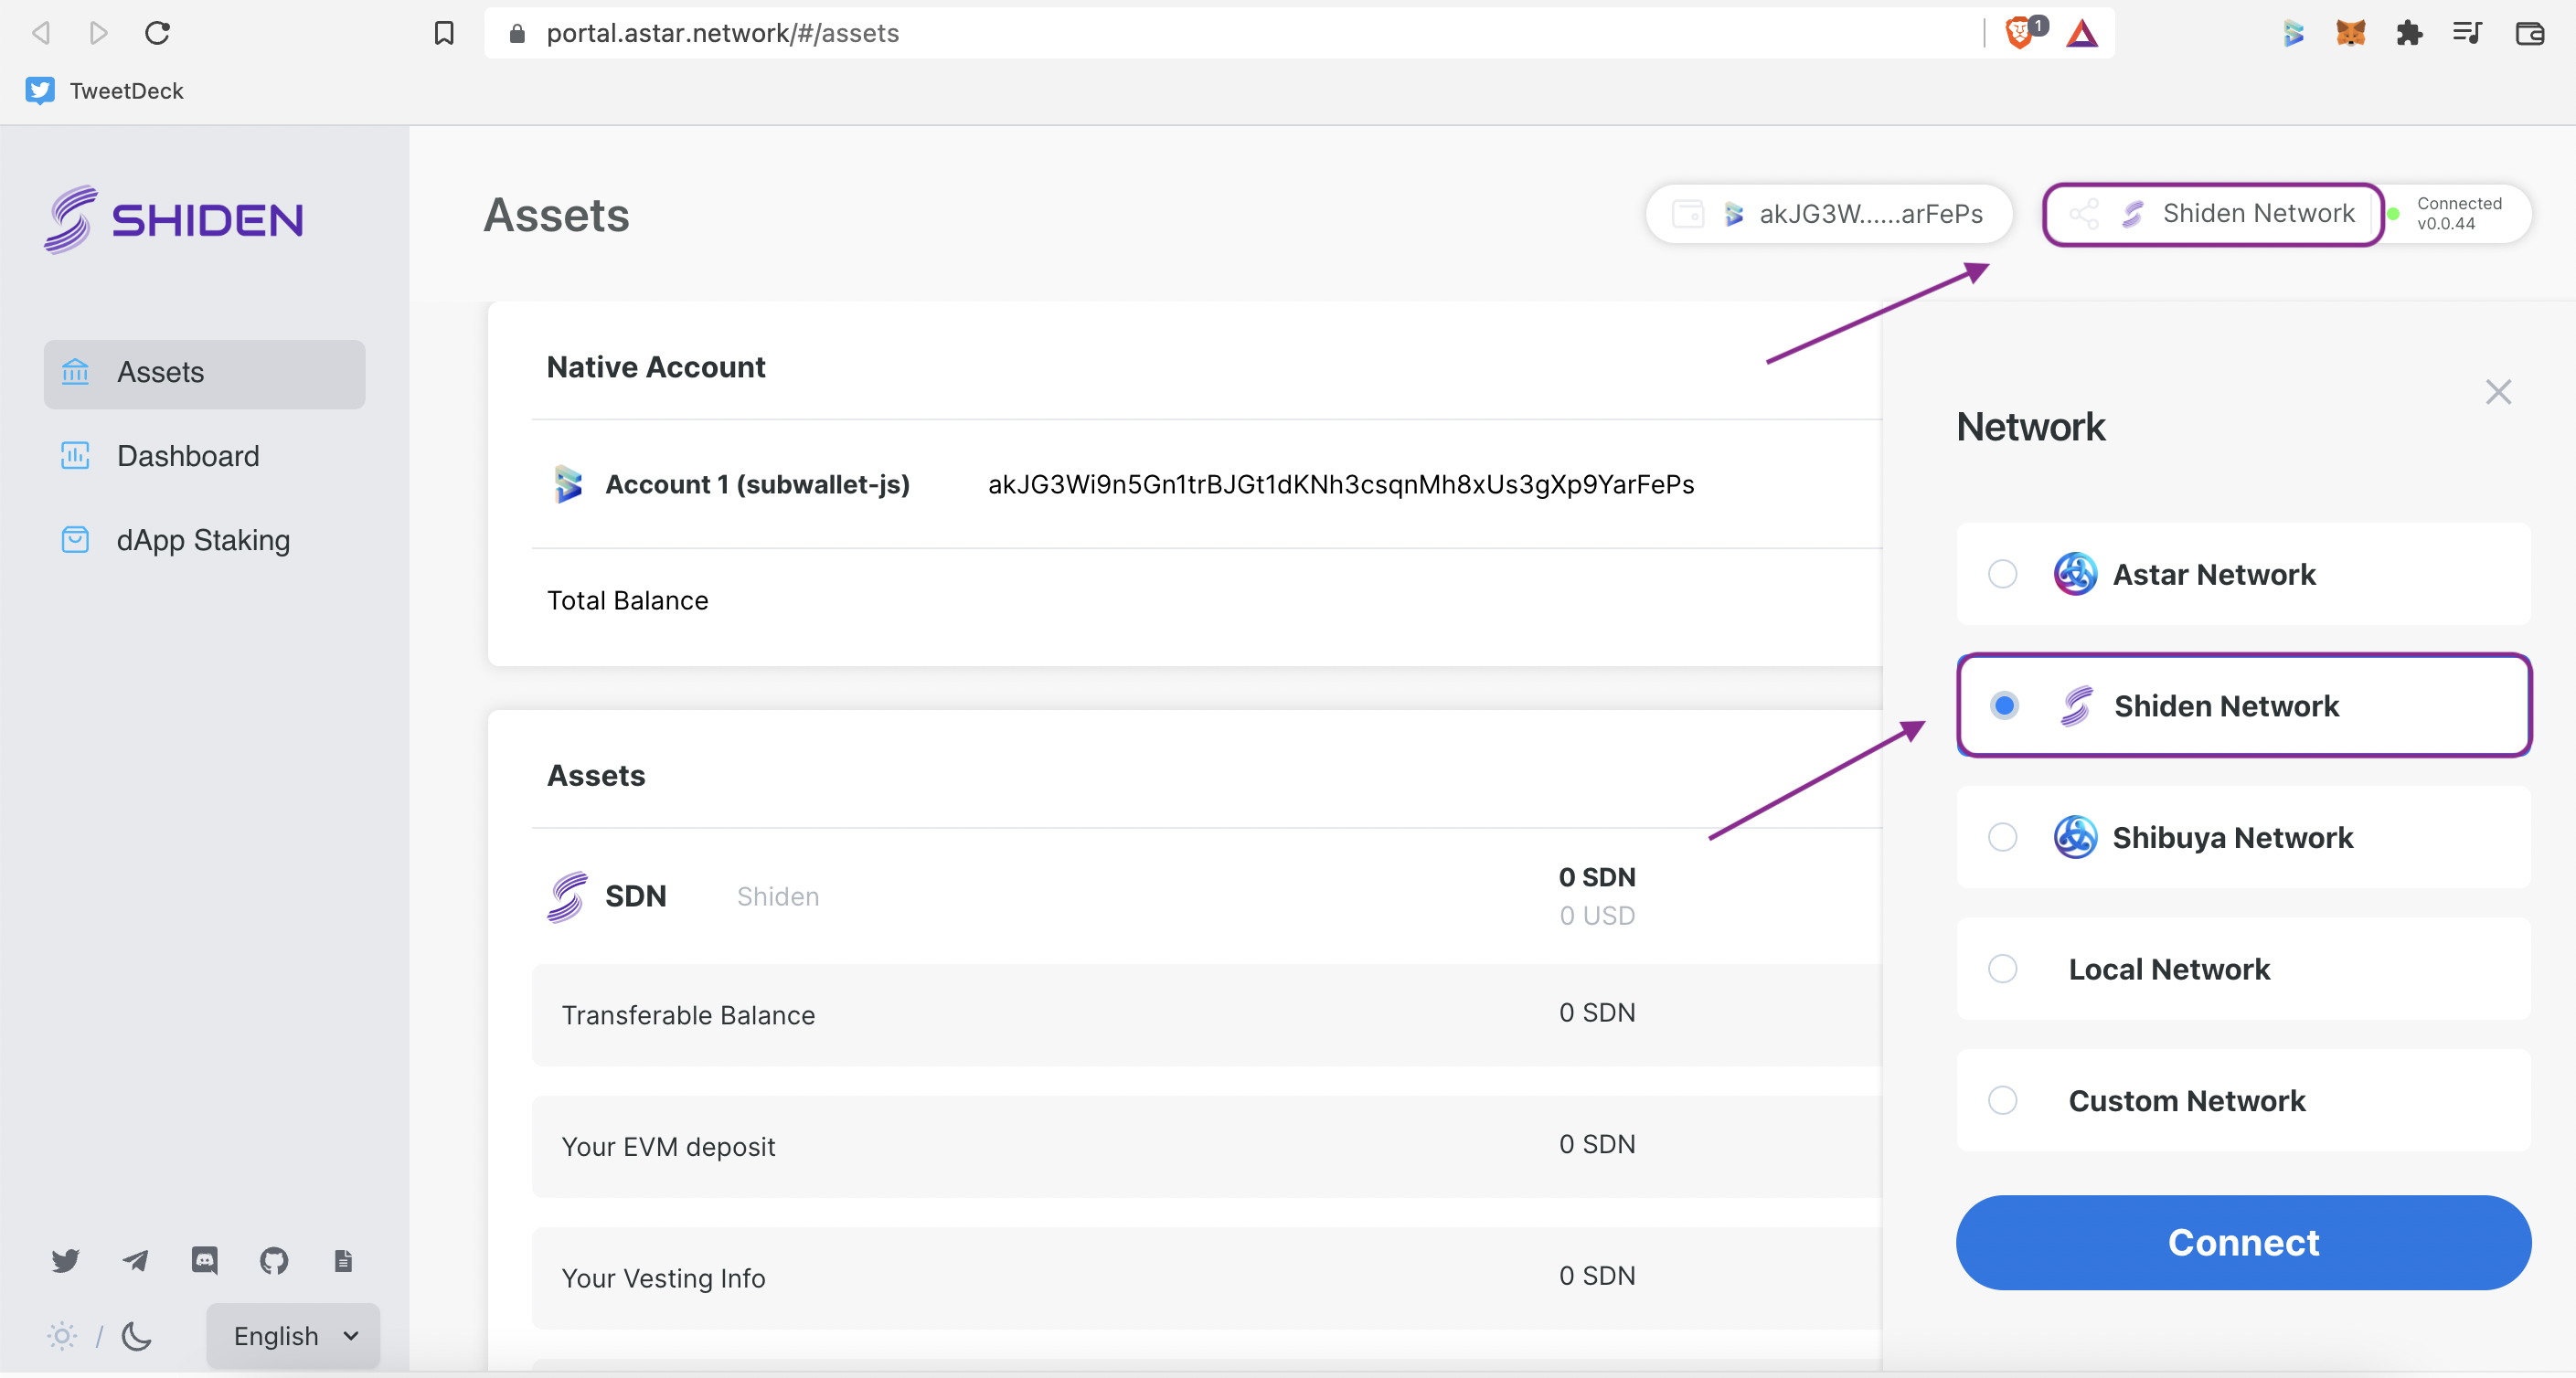 portal.astar.network/#/assets
1
TweetDeck
SHIDEN
Assets
Dashboard
dApp Staking
English
/
Assets
akJG3W......arFePs
Shiden Network
Connected
v0.0.44
Native Account
Account 1 (subwallet-js)
akJG3Wi9n5Gn1trBJGt1dKNh3csqnMh8xUs3gXp9YarFePs
Total Balance
Assets
SDN
Shiden
0 SDN
0 USD
Transferable Balance
0 SDN
Your EVM deposit
0 SDN
Your Vesting Info
0 SDN
Network
Astar Network
Shiden Network
Shibuya Network
Local Network
Custom Network
Connect